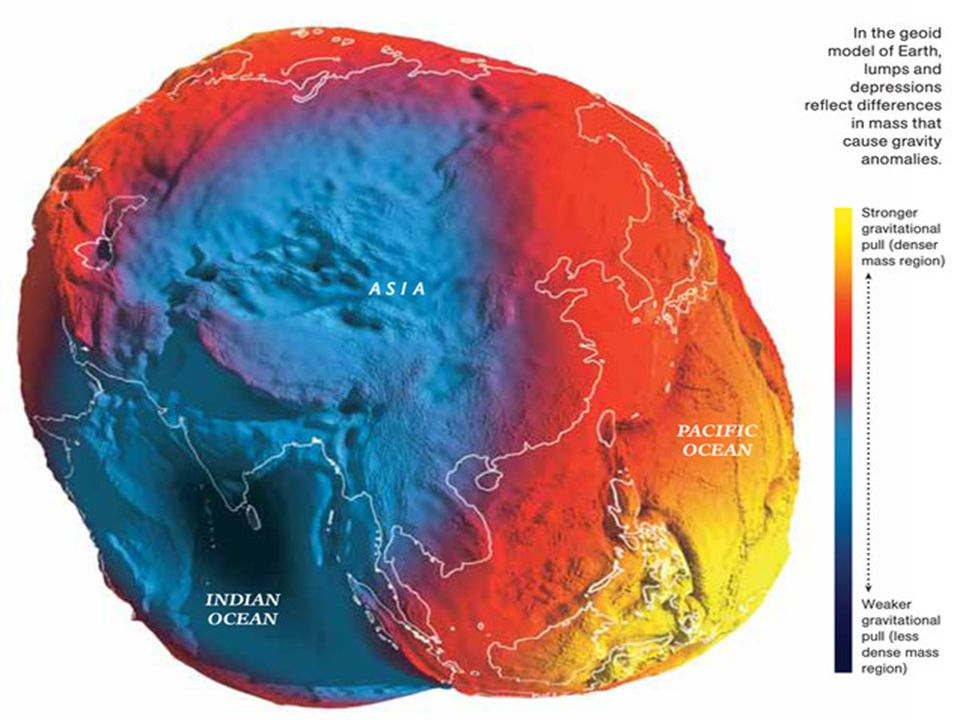 In the geoid
model of Earth,
lumps and
depressions
reflect differences
in mass that
cause gravity
anomalies.
Stronger
gravitational
pull (denser
mass region)
ASIA
PACIFIC
OCEAN
INDIAN
OCEAN
Weaker
gravitational
pull (less
dense mass
region)